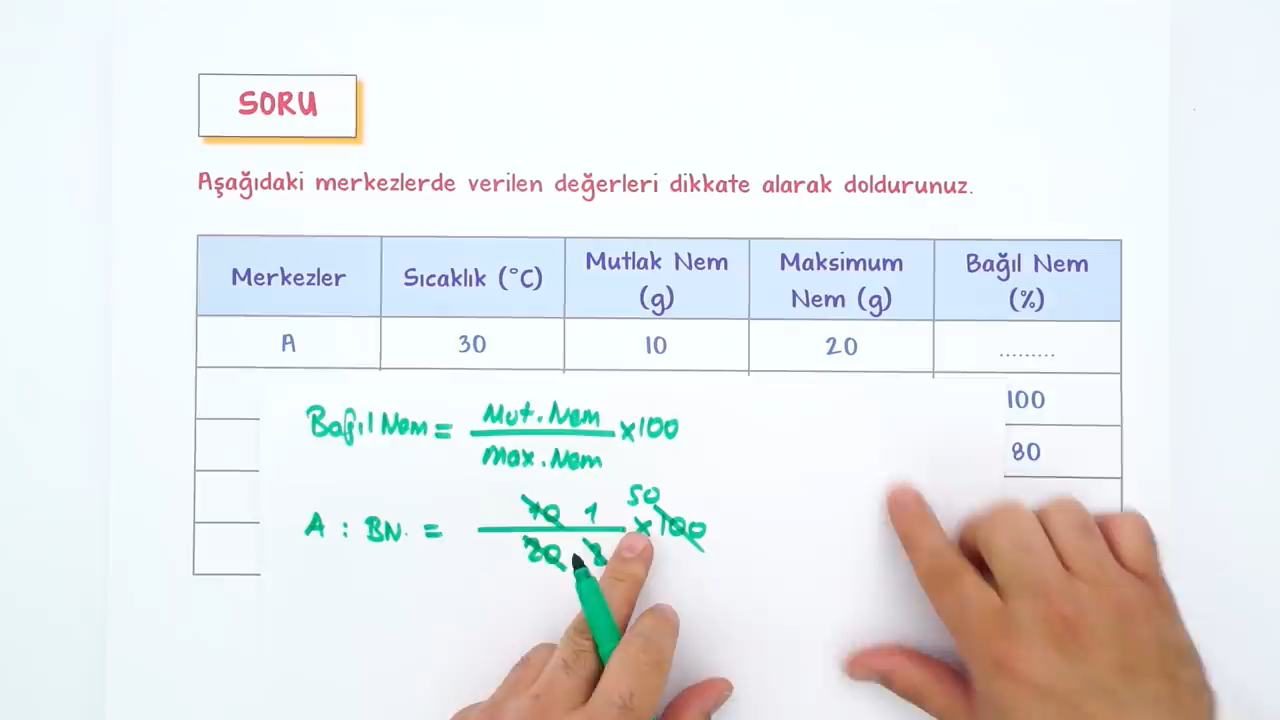 SORU
Aşağıdaki merkezlerde verilen değerleri dikkate alarak doldurunuz.
Merkezler Sıcaklık (°C) Mutlak Nem (g) Maksimum Nem (g) Bağıl Nem (%)
A 30 10 20 .........
100
80
Bağıl Nem = Mut. Nem / Max. Nem x100
50
A : BN. = 10 1 x100
20 2